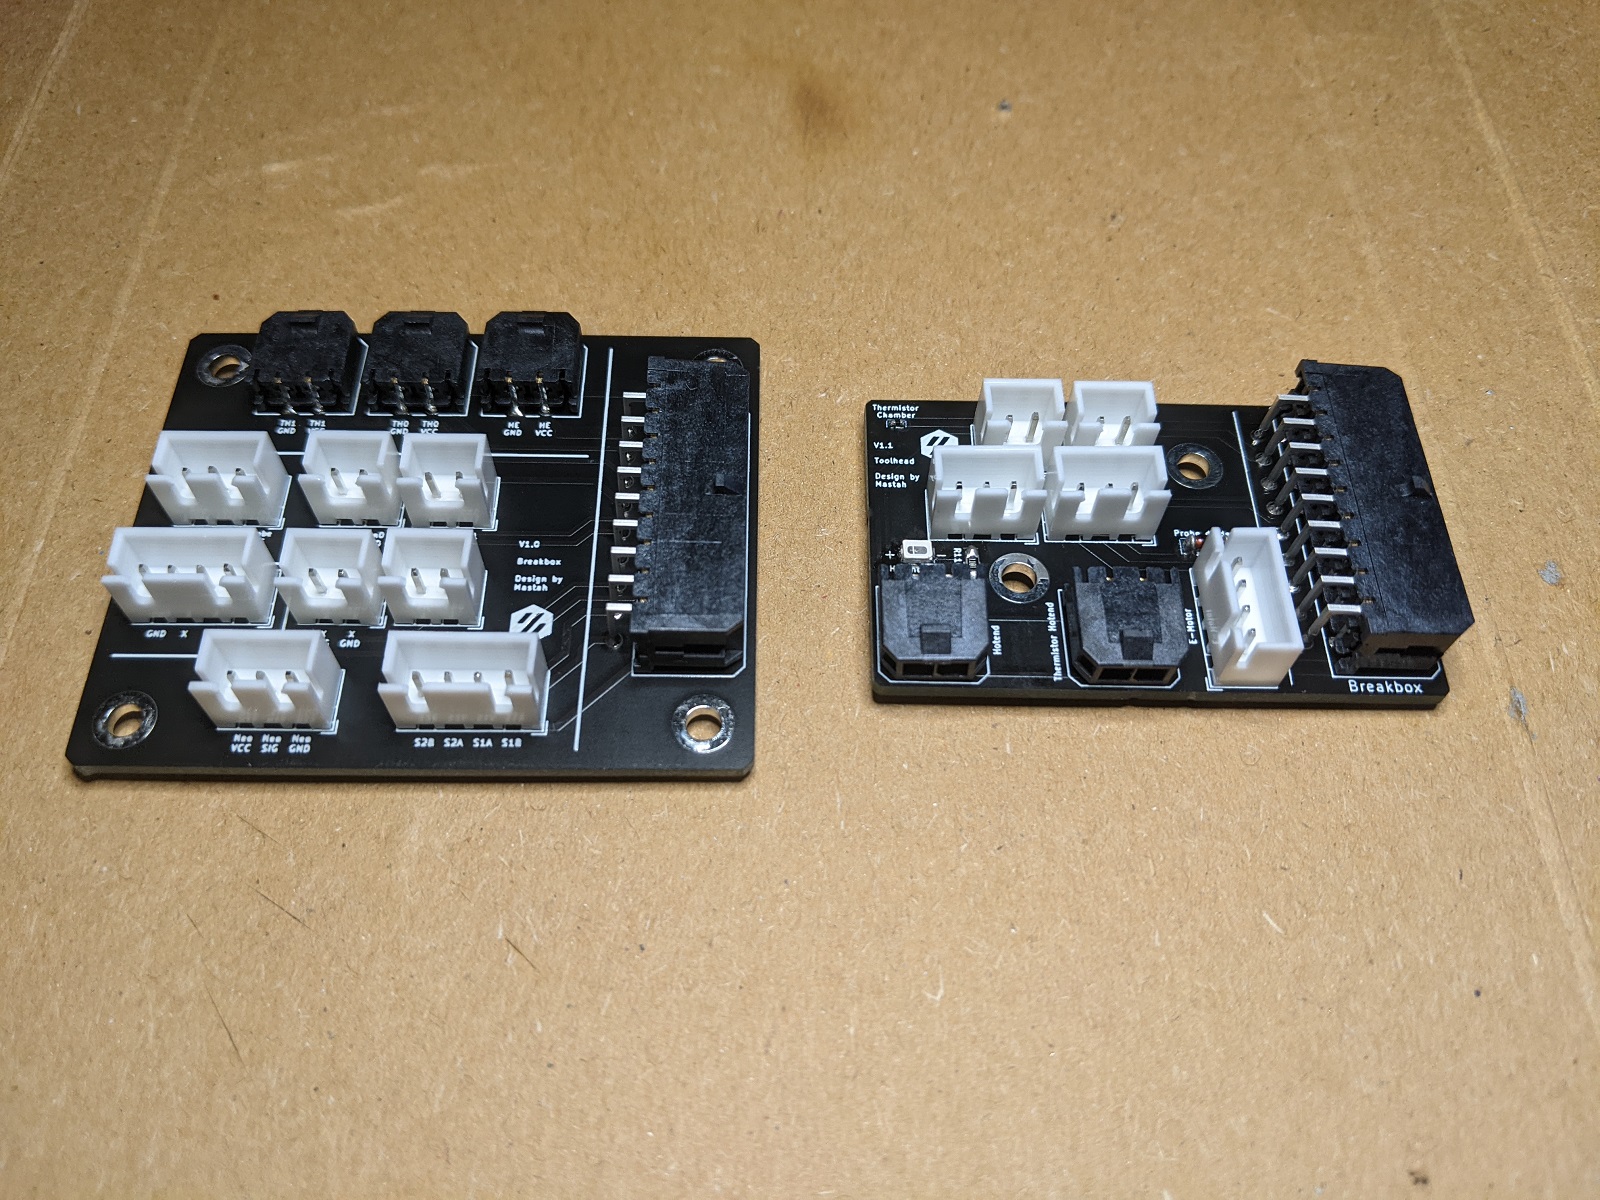 TH1 TH1
GND VCC
TH0 TH0
GND VCC
HE HE
GND VCC
V1.0
Breakbox
Design by
Mastah
GND X
X
GND
Neo Neo Neo
VCC SIG GND
S2B S2A S1A S1B
Thermistor
Chamber
V1.1
Toolhead
Design by
Mastah
+ -
R11
Hotend
Thermistor Hotend
E-Motor
Probe
Breakbox